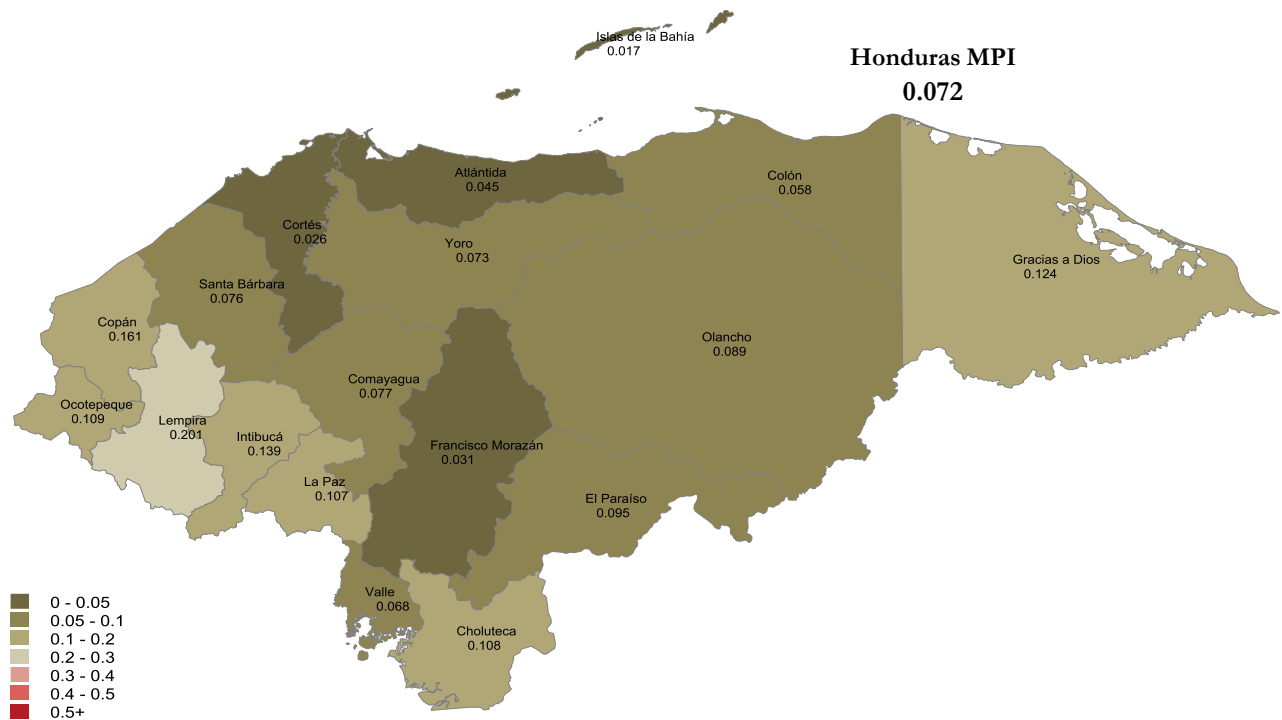 Islas de la Bahía
0.017
Honduras MPI
0.072
Atlántida
0.045
Colón
0.058
Cortés
0.026
Yoro
0.073
Gracias a Dios
0.124
Santa Bárbara
0.076
Copán
0.161
Olancho
0.089
Comayagua
0.077
Ocotepeque
0.109
Lempira
0.201
Intibucá
0.139
Francisco Morazán
0.031
La Paz
0.107
El Paraíso
0.095
Valle
0.068
Choluteca
0.108
0 - 0.05
0.05 - 0.1
0.1 - 0.2
0.2 - 0.3
0.3 - 0.4
0.4 - 0.5
0.5+